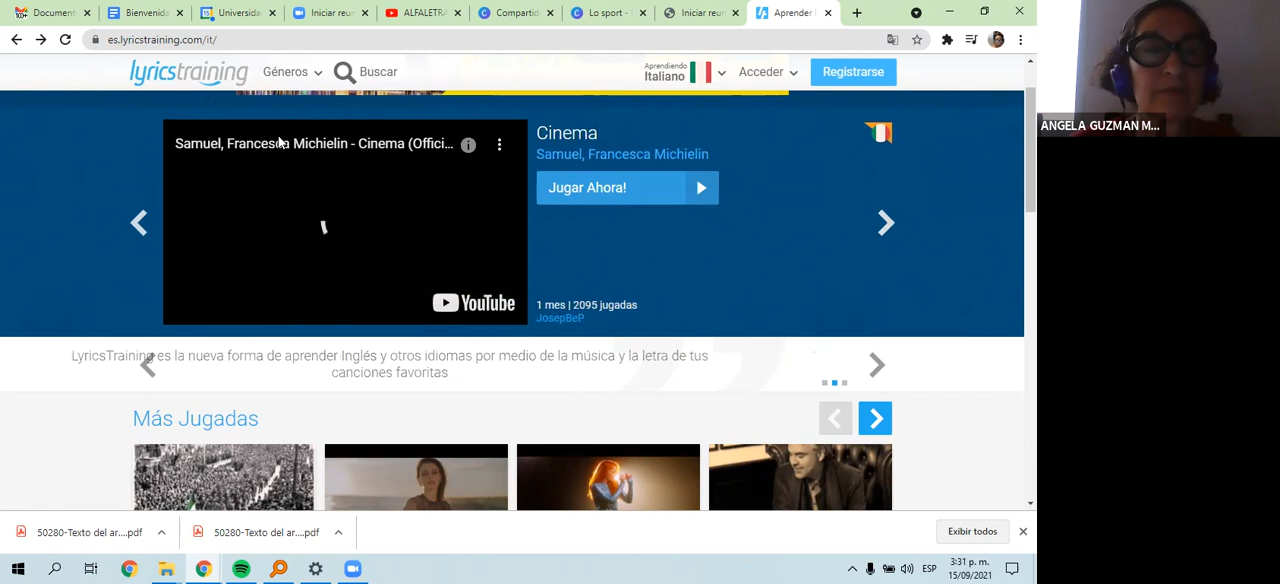 Document
Bienvenida
Universida
Iniciar reu
ALFALETRA
Compartid
Lo sport -
Iniciar reu
Aprender
es.lyricstraining.com/it/
lyricstraining
Géneros
Buscar
Aprendiendo
Italiano
Acceder
Registrarse
Samuel, Francesca Michielin - Cinema (Offici...
YouTube
Cinema
Samuel, Francesca Michielin
Jugar Ahora!
1 mes | 2095 jugadas
JosepBeP
LyricsTraining es la nueva forma de aprender Inglés y otros idiomas por medio de la música y la letra de tus
canciones favoritas
Más Jugadas
50280-Texto del ar....pdf
50280-Texto del ar....pdf
Exibir todos
ESP
3:31 p. m.
15/09/2021
ANGELA GUZMAN M...